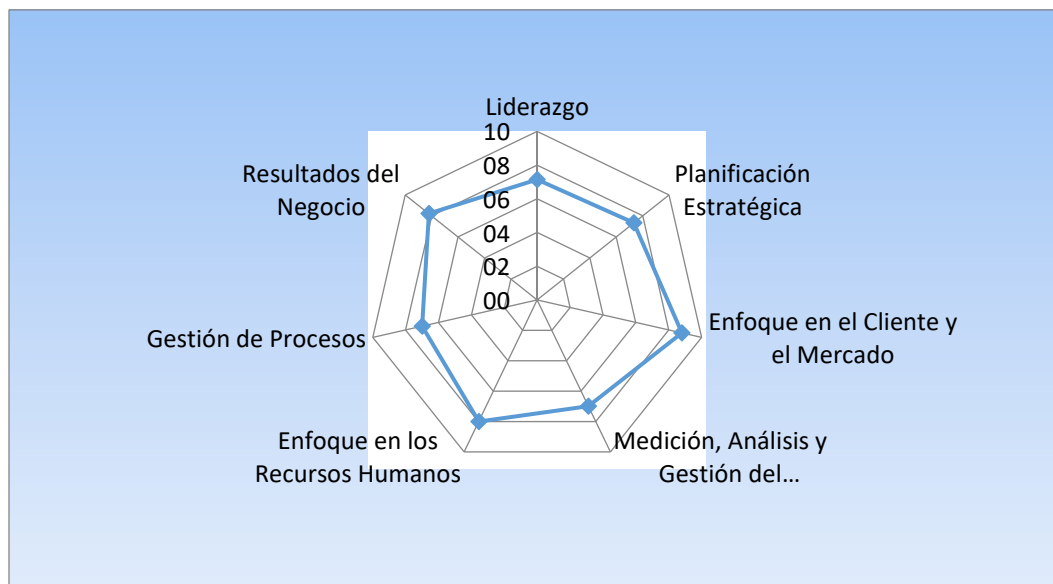 Liderazgo
10
08
06
04
02
00
Planificación
Estratégica
Enfoque en el Cliente y
el Mercado
Medición, Análisis y
Gestión del…
Enfoque en los
Recursos Humanos
Gestión de Procesos
Resultados del
Negocio